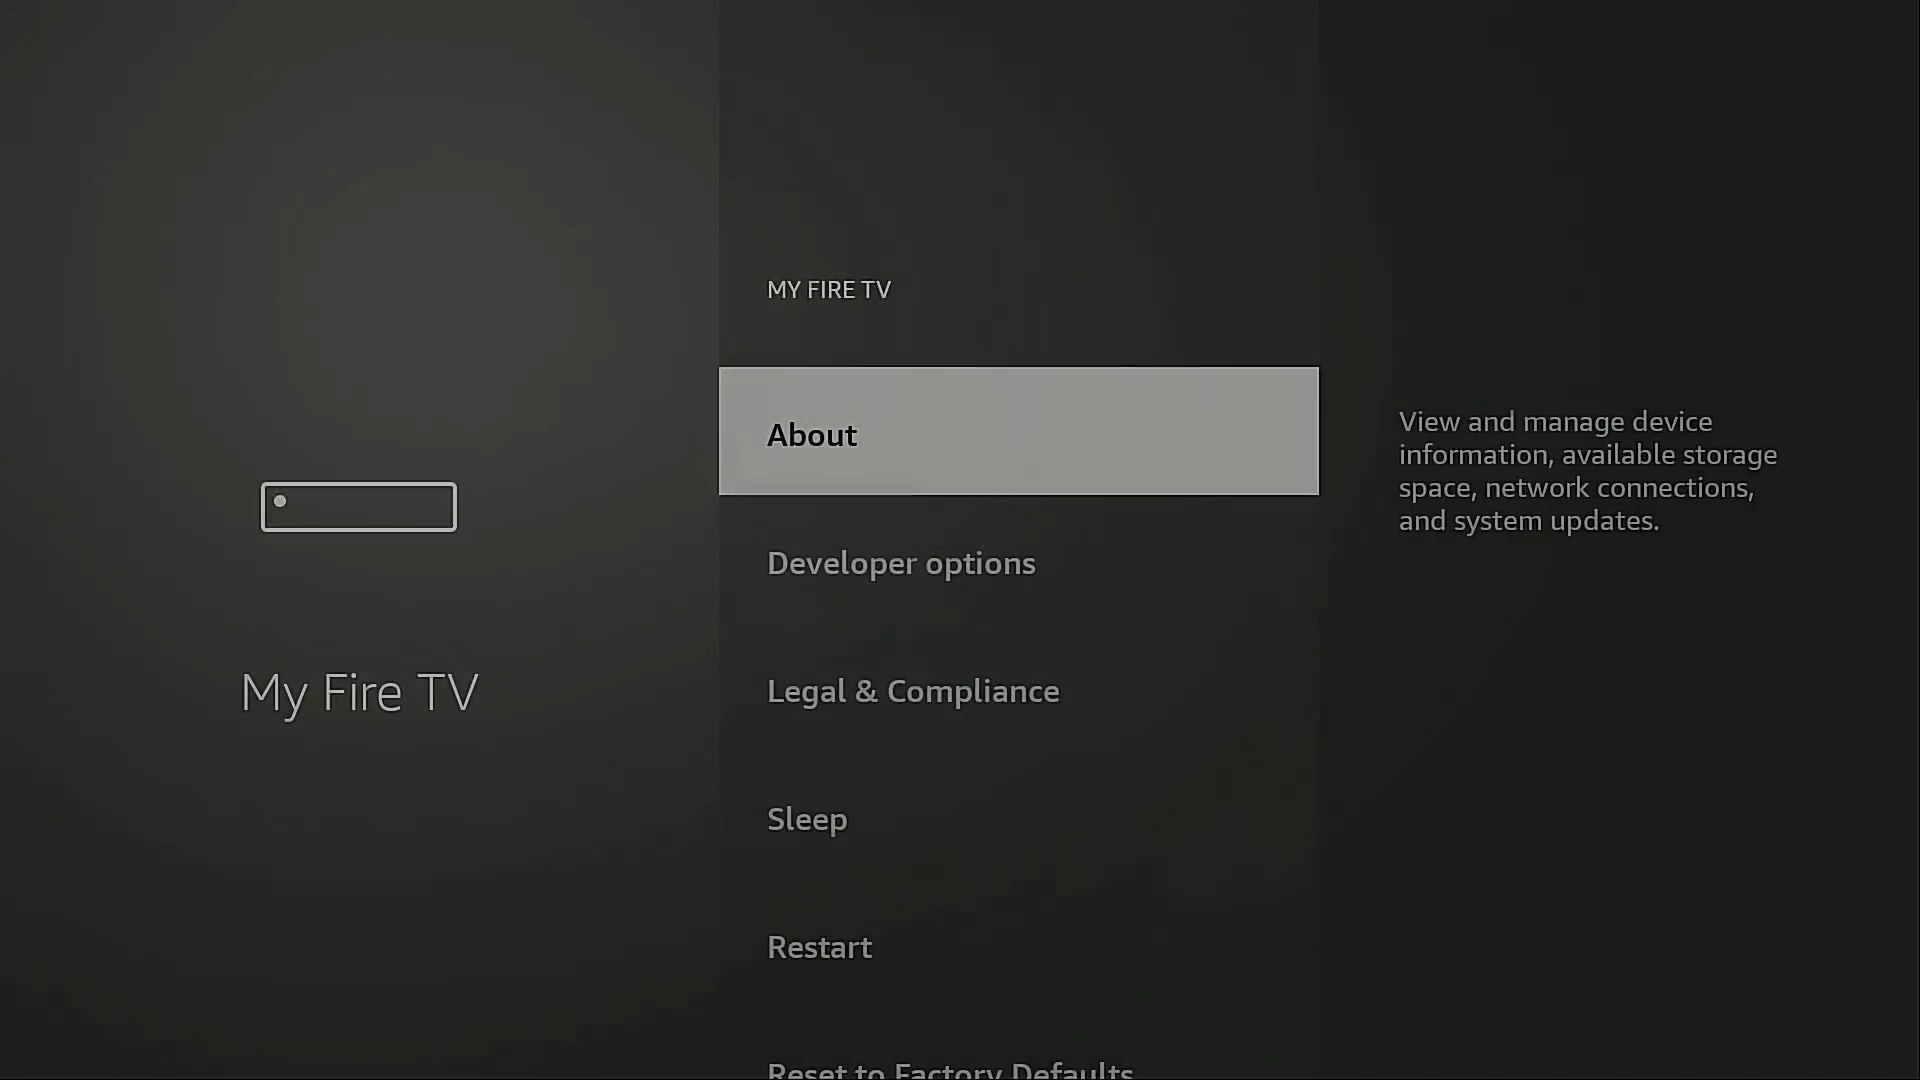 MY FIRE TV
About
View and manage device
information, available storage
space, network connections,
and system updates.
Developer options
My Fire TV
Legal & Compliance
Sleep
Restart
Reset to Factory Defaults